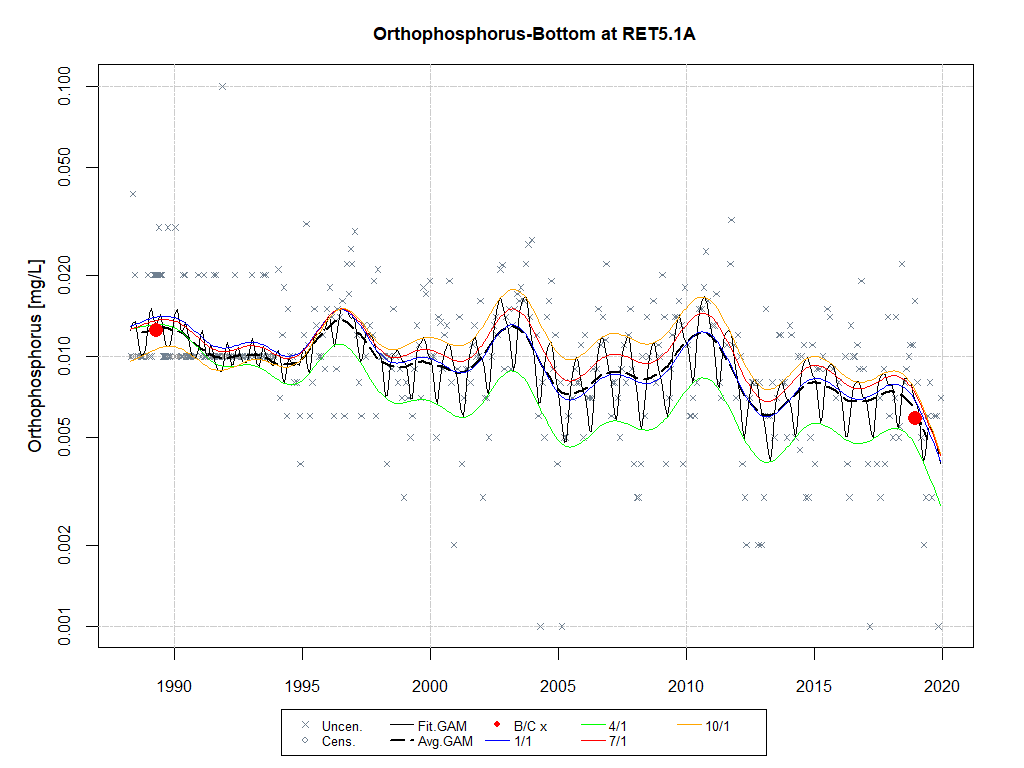 Orthophosphorus-Bottom at RET5.1A
Orthophosphorus [mg/L]
0.100
0.050
0.020
0.010
0.005
0.002
0.001
1990 1995 2000 2005 2010 2015 2020
Uncen. Fit.GAM B/C x 4/1 10/1
Cens. Avg.GAM 1/1 7/1